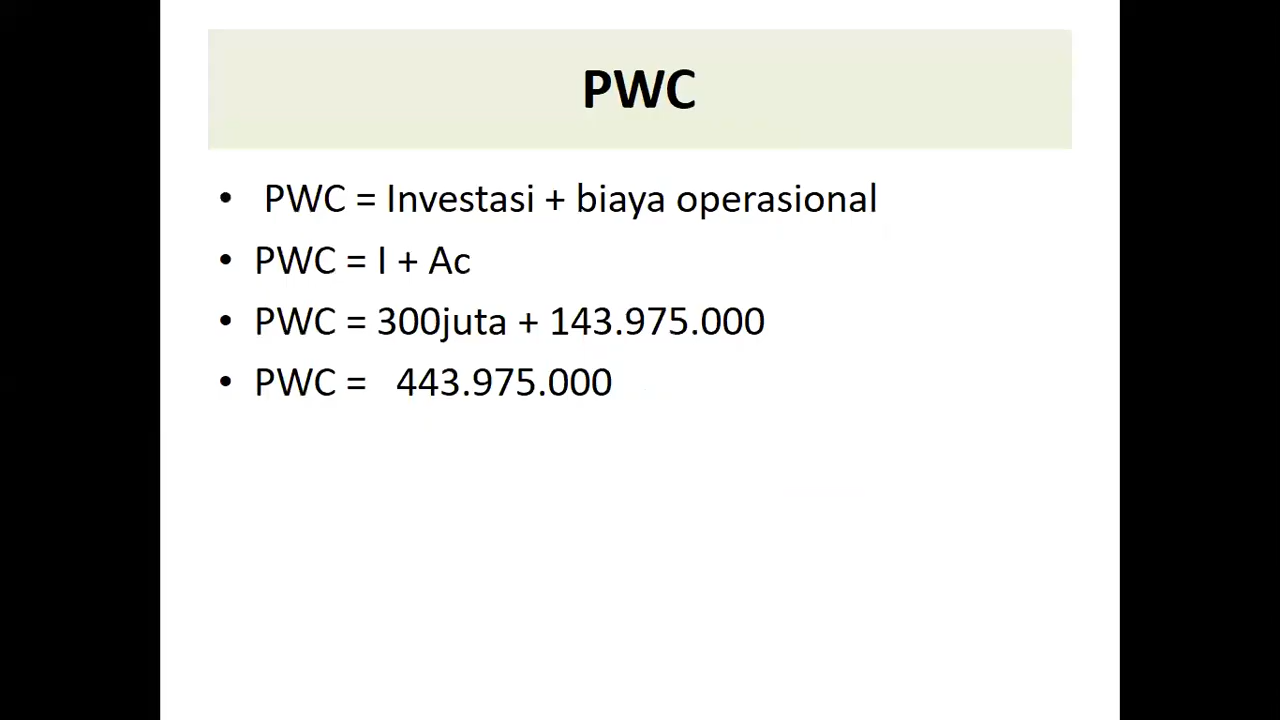 PWC
• PWC = Investasi + biaya operasional
• PWC = I + Ac
• PWC = 300juta + 143.975.000
• PWC = 443.975.000